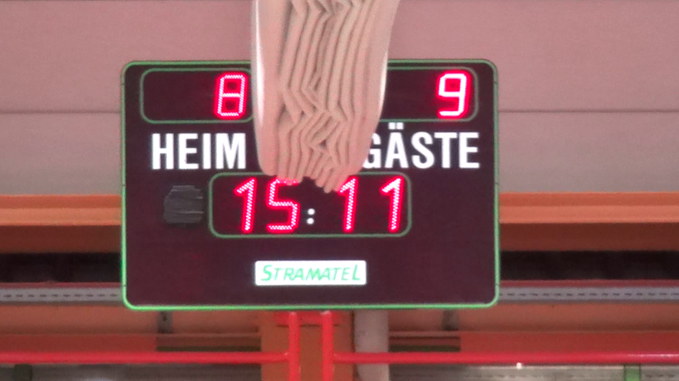 8 9
HEIM GÄSTE
15:11
STRAMATEL